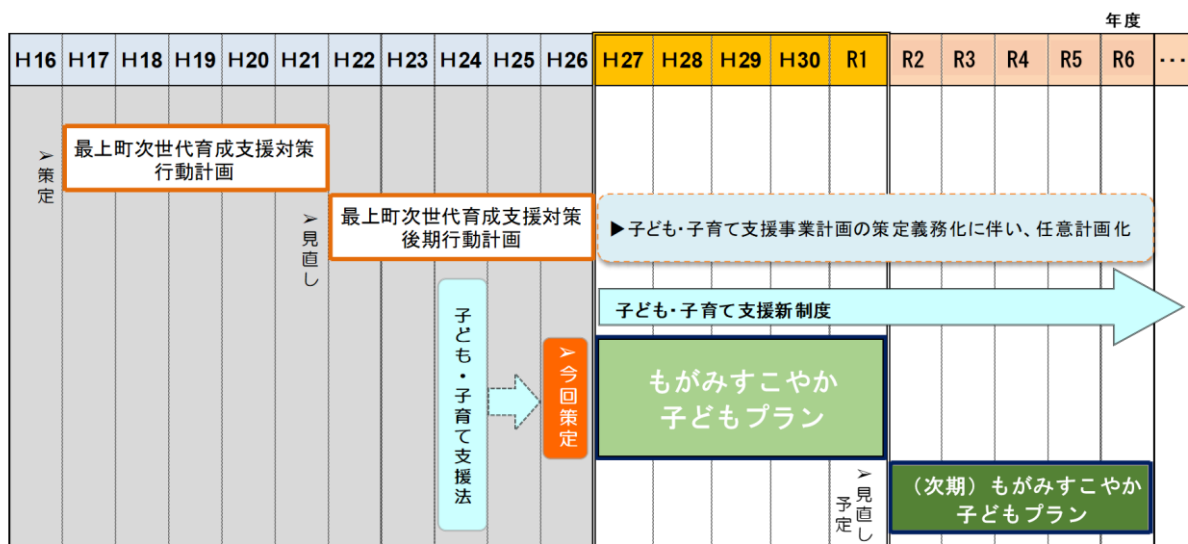 年度
H16 H17 H18 H19 H20 H21 H22 H23 H24 H25 H26 H27 H28 H29 H30 R1 R2 R3 R4 R5 R6 ・・・
➢策定
最上町次世代育成支援対策
行動計画
➢見直し
最上町次世代育成支援対策
後期行動計画
▶子ども・子育て支援事業計画の策定義務化に伴い、任意計画化
子ども・子育て支援新制度
子ども・子育て支援法
➢今回策定
もがみすこやか
子どもプラン
➢見直し
予定
（次期）もがみすこやか
子どもプラン